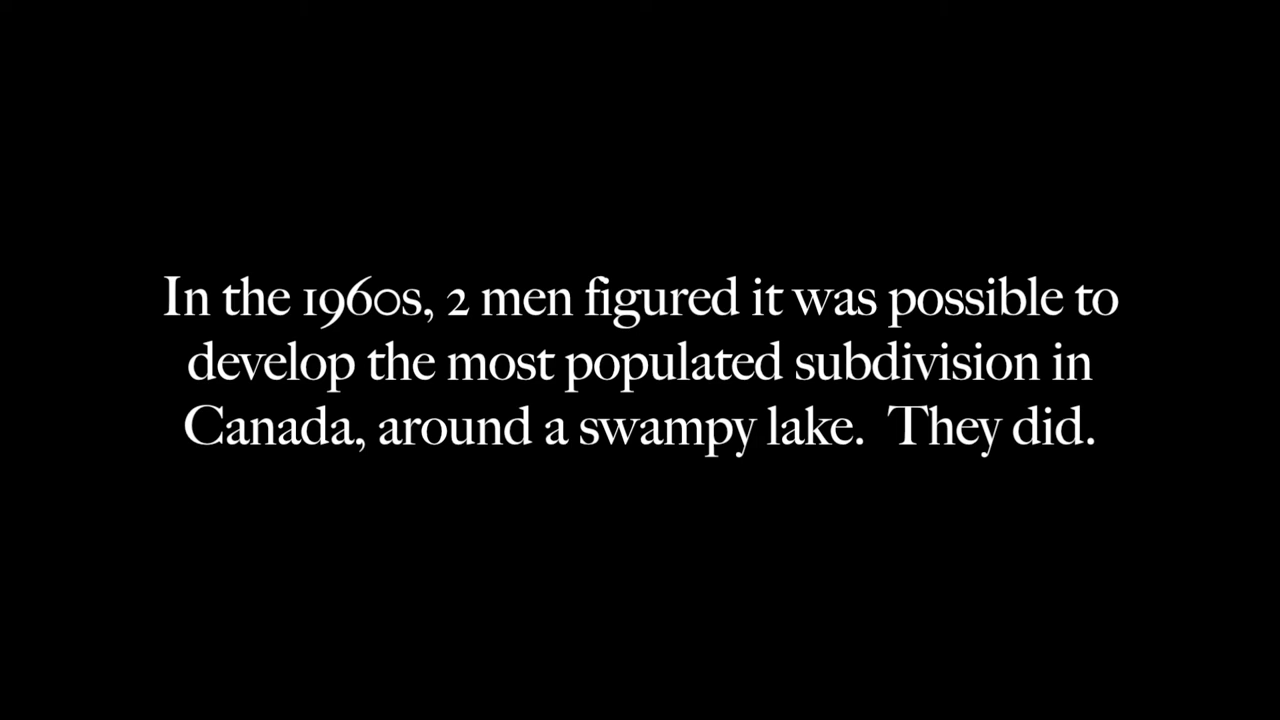 In the 1960s, 2 men figured it was possible to
develop the most populated subdivision in
Canada, around a swampy lake.  They did.